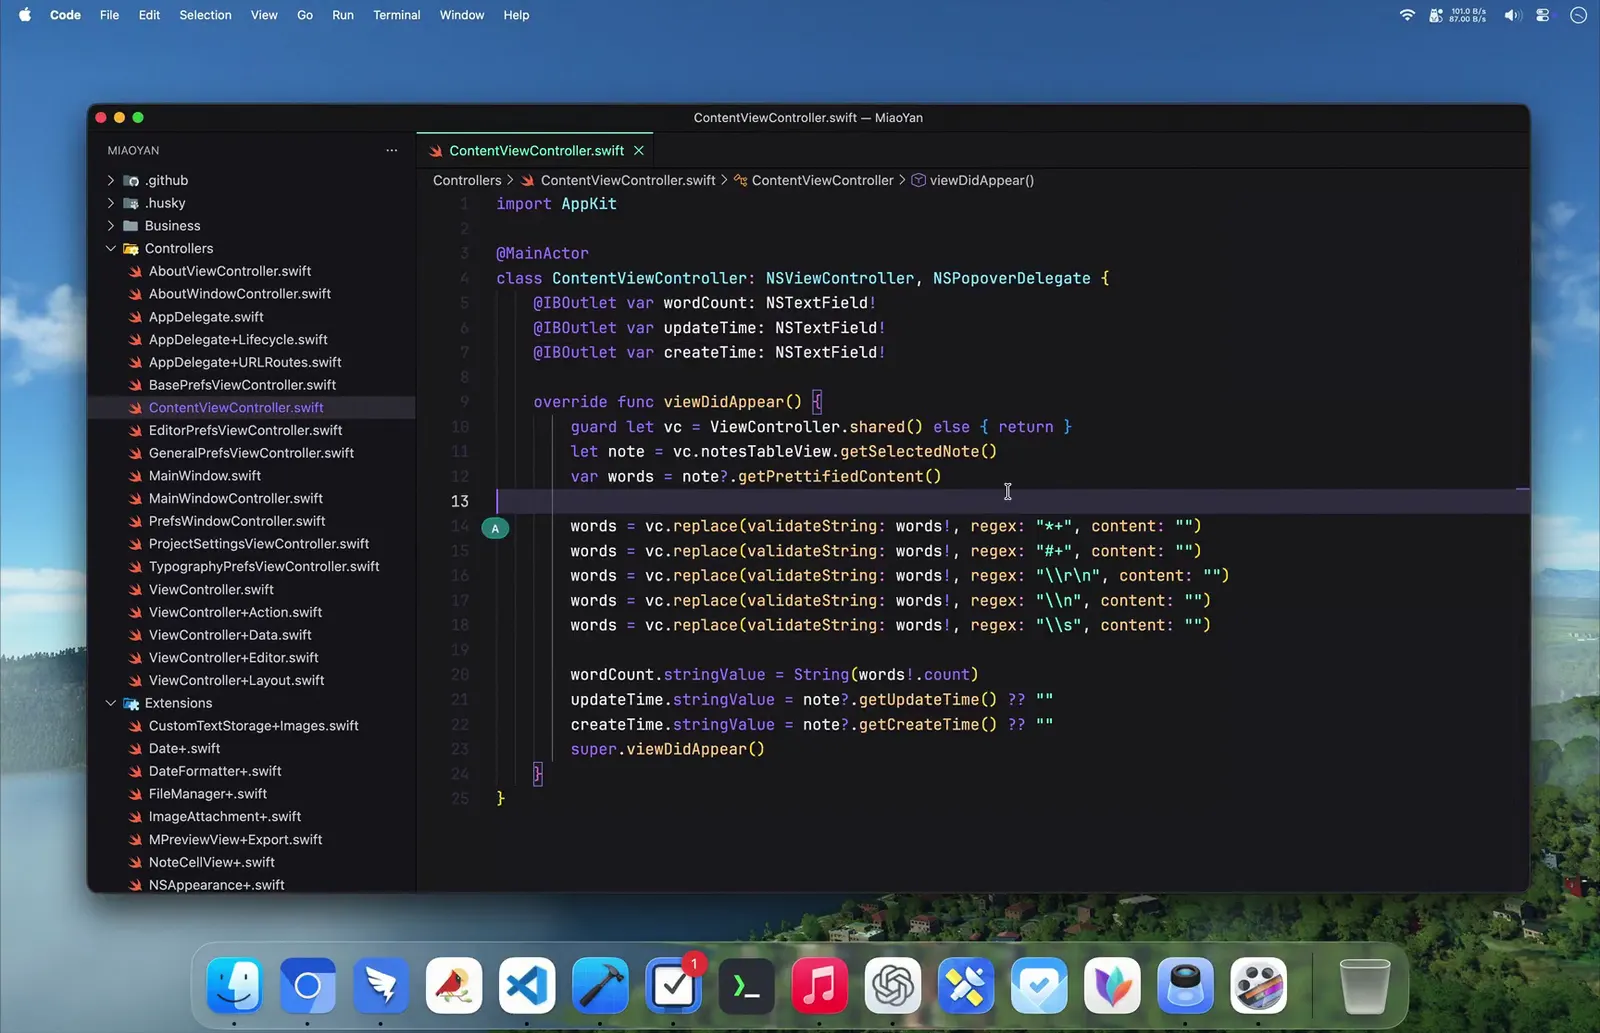 Code File Edit Selection View Go Run Terminal Window Help
101.0 B/s
87.00 B/s
ContentViewController.swift — MiaoYan
MIAOYAN
.github
.husky
Business
Controllers
AboutViewController.swift
AboutWindowController.swift
AppDelegate.swift
AppDelegate+Lifecycle.swift
AppDelegate+URLRoutes.swift
BasePrefsViewController.swift
ContentViewController.swift
EditorPrefsViewController.swift
GeneralPrefsViewController.swift
MainWindow.swift
MainWindowController.swift
PrefsWindowController.swift
ProjectSettingsViewController.swift
TypographyPrefsViewController.swift
ViewController.swift
ViewController+Action.swift
ViewController+Data.swift
ViewController+Editor.swift
ViewController+Layout.swift
Extensions
CustomTextStorage+Images.swift
Date+.swift
DateFormatter+.swift
FileManager+.swift
ImageAttachment+.swift
MPreviewView+Export.swift
NoteCellView+.swift
NSAppearance+.swift
ContentViewController.swift
Controllers > ContentViewController.swift > ContentViewController > viewDidAppear()
1 import AppKit
2
3 @MainActor
4 class ContentViewController: NSViewController, NSPopoverDelegate {
5 @IBOutlet var wordCount: NSTextField!
6 @IBOutlet var updateTime: NSTextField!
7 @IBOutlet var createTime: NSTextField!
8
9 override func viewDidAppear() {
10 guard let vc = ViewController.shared() else { return }
11 let note = vc.notesTableView.getSelectedNote()
12 var words = note?.getPrettifiedContent()
13
A
14 words = vc.replace(validateString: words!, regex: "*+", content: "")
15 words = vc.replace(validateString: words!, regex: "#+", content: "")
16 words = vc.replace(validateString: words!, regex: "\\r\n", content: "")
17 words = vc.replace(validateString: words!, regex: "\\n", content: "")
18 words = vc.replace(validateString: words!, regex: "\\s", content: "")
19
20 wordCount.stringValue = String(words!.count)
21 updateTime.stringValue = note?.getUpdateTime() ?? ""
22 createTime.stringValue = note?.getCreateTime() ?? ""
23 super.viewDidAppear()
24 }
25 }
1